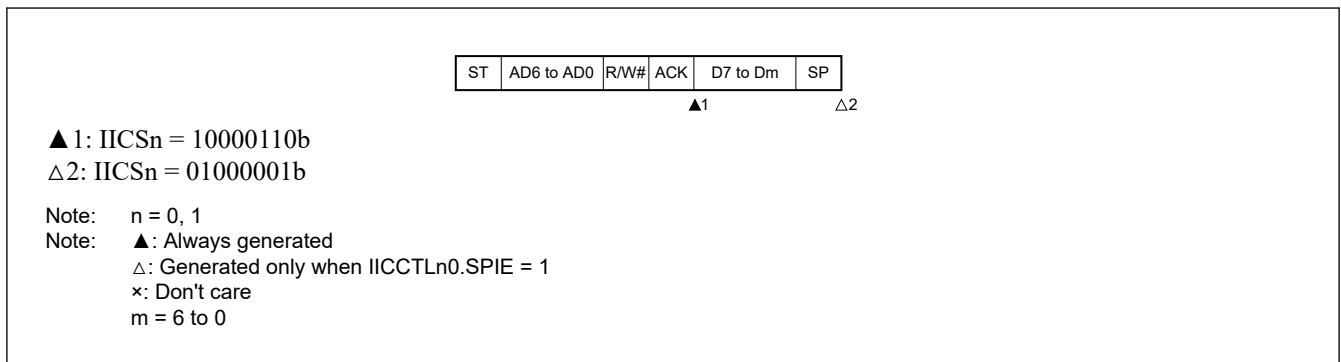 ST AD6 to AD0 R/W# ACK D7 to Dm SP
▲1 △2
▲1: IICSn = 10000110b
△2: IICSn = 01000001b
Note: n = 0, 1
Note: ▲: Always generated
△: Generated only when IICCTLn0.SPIE = 1
×: Don't care
m = 6 to 0